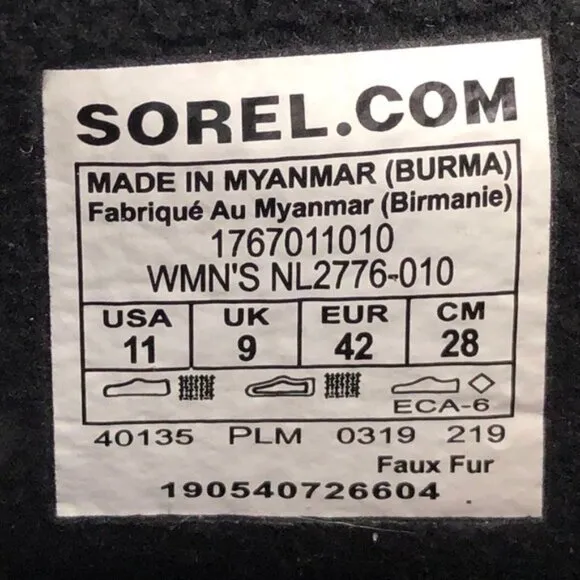 SOREL.COM
MADE IN MYANMAR (BURMA)
Fabriqué Au Myanmar (Birmanie)
1767011010
WMN'S NL2776-010
USA UK EUR CM
11 9 42 28
ECA-6
40135 PLM 0319 219
Faux Fur
190540726604